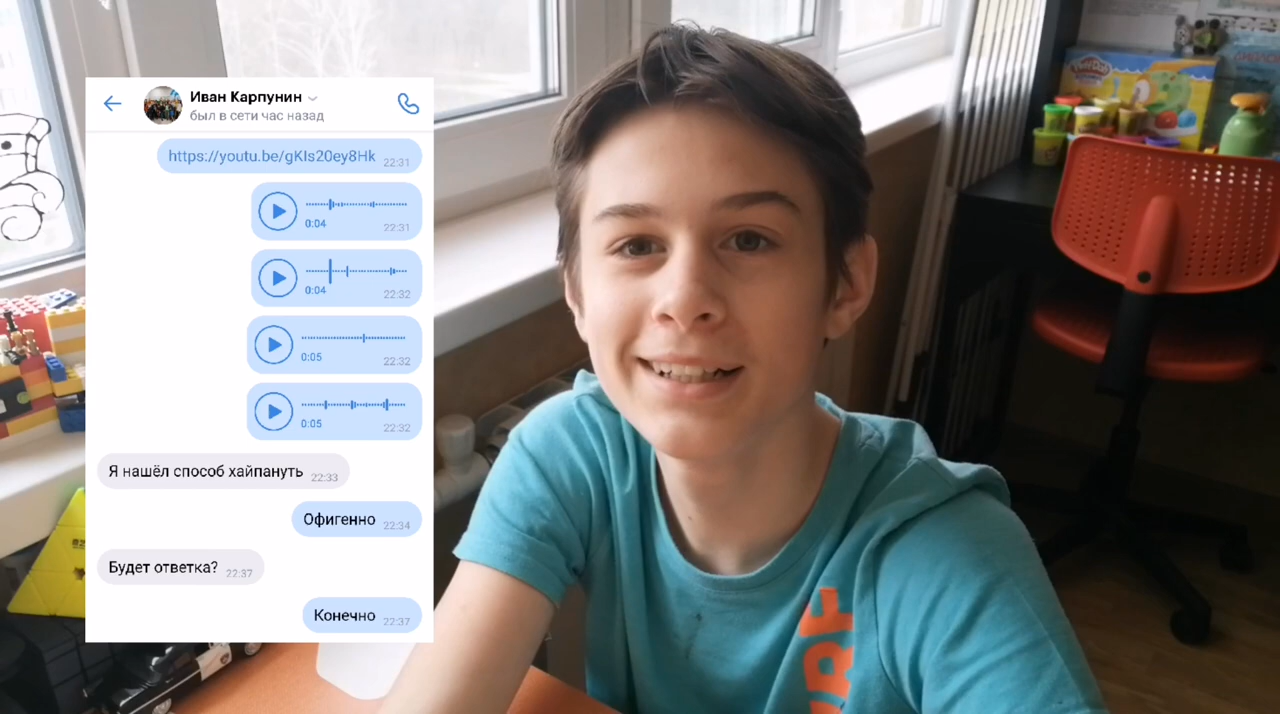 Иван Карпунин
был в сети час назад
https://youtu.be/gKIs20ey8Hk 22:31
0:04 22:31
0:04 22:32
0:05 22:32
0:05 22:32
Я нашёл способ хайпануть 22:33
Офигенно 22:34
Будет ответка? 22:37
Конечно 22:37
Play-Doh